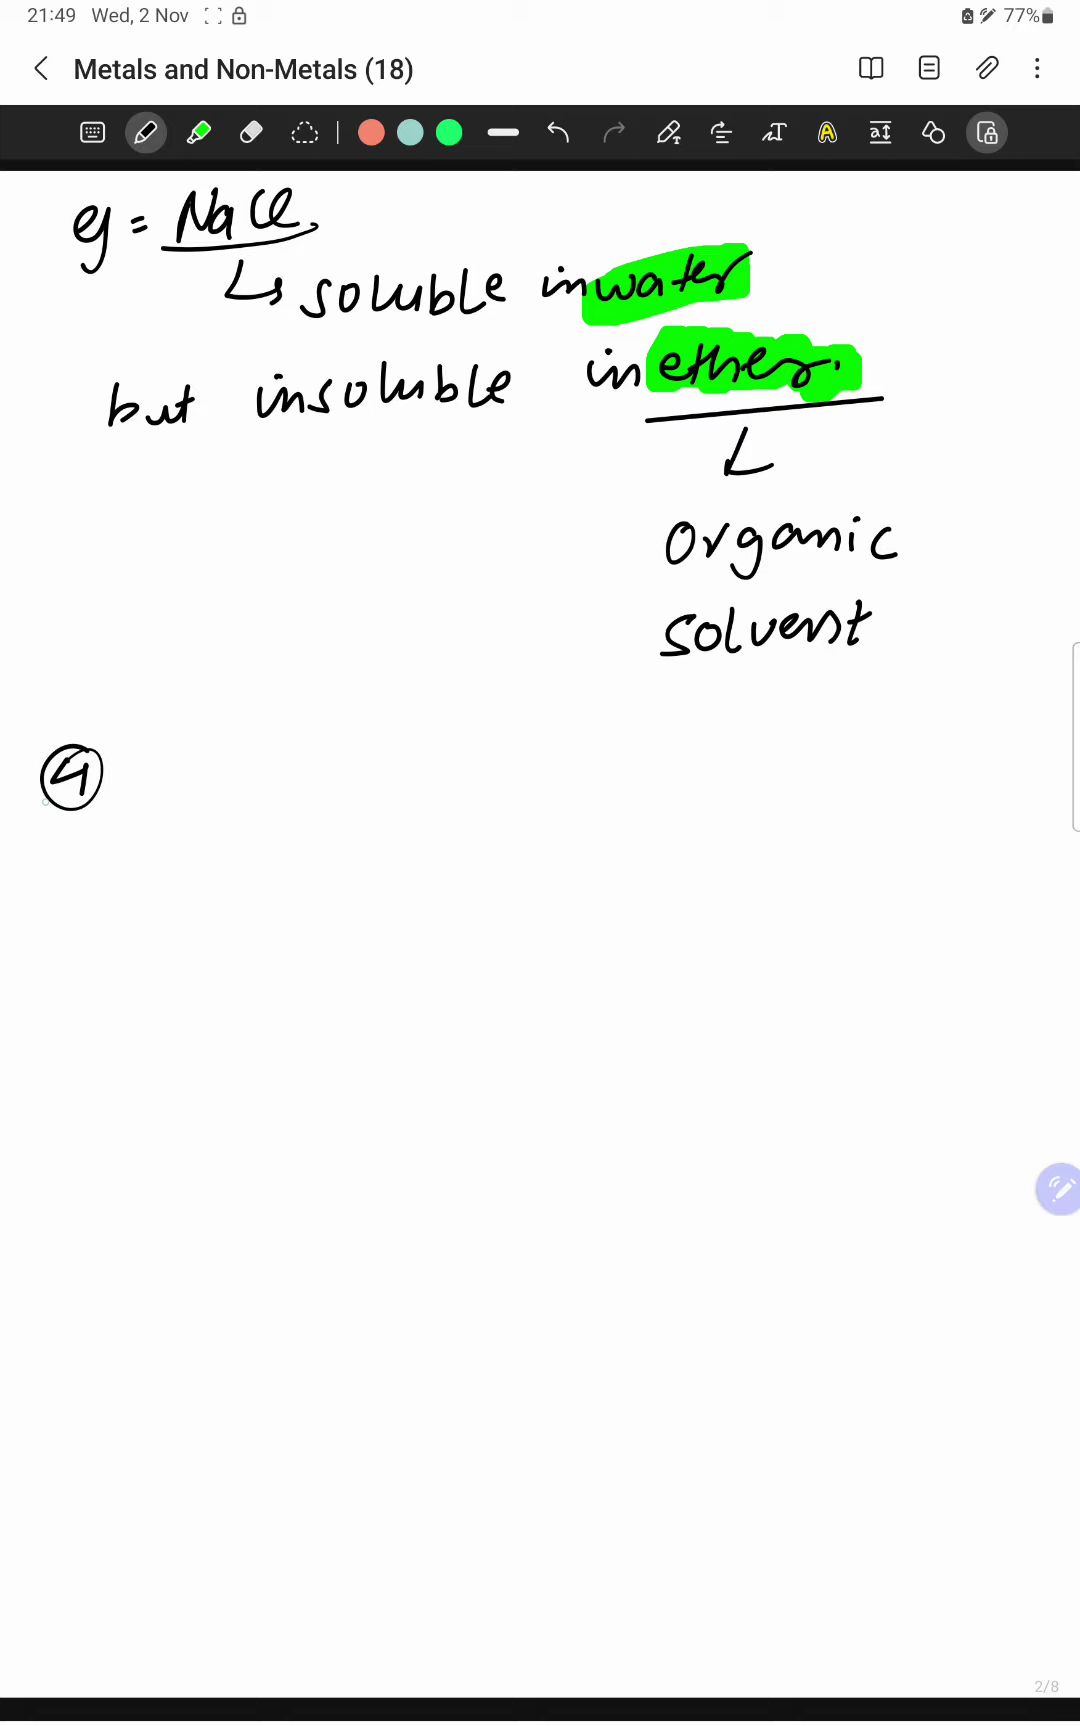 21:49 Wed, 2 Nov 77%
Metals and Non-Metals (18)
eg = NaCl.
↳ soluble in water
but insoluble in ether.
organic
solvent
④
2/8